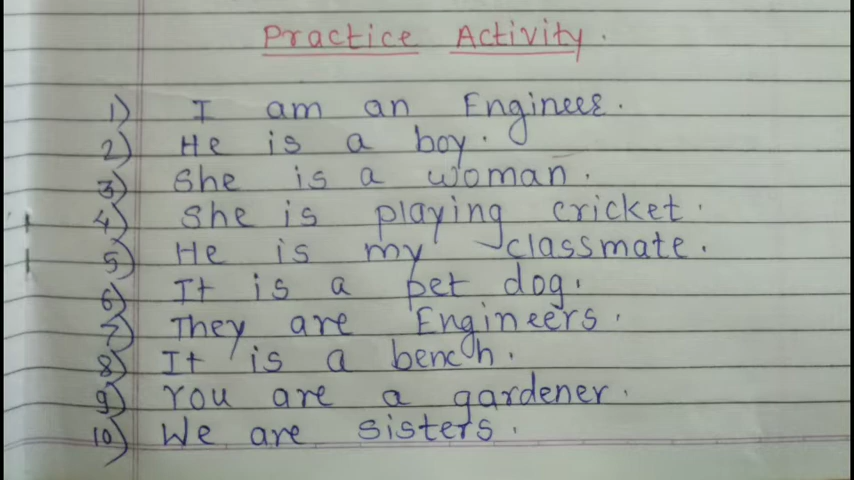 Practice Activity.
1) I am an Engineer.
2) He is a boy.
3) She is a woman.
4) She is playing cricket.
5) He is my classmate.
6) It is a pet dog.
7) They are Engineers.
8) It is a bench.
9) You are a gardener.
10) We are sisters.